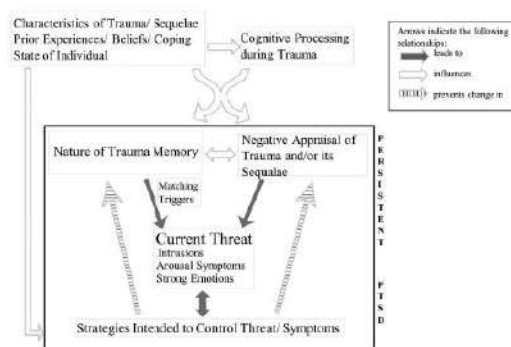 Characteristics of Trauma/ Sequelae
Prior Experiences/ Beliefs/ Coping
State of Individual
Cognitive Processing
during Trauma
Arrows indicate the following
relationships:
leads to
influences
prevents change in
Nature of Trauma Memory
Negative Appraisal of
Trauma and/or its
Sequalae
Matching
Triggers
Current Threat
Intrusions
Arousal Symptoms
Strong Emotions
Strategies Intended to Control Threat/ Symptoms
PERSISTENT
PTSD